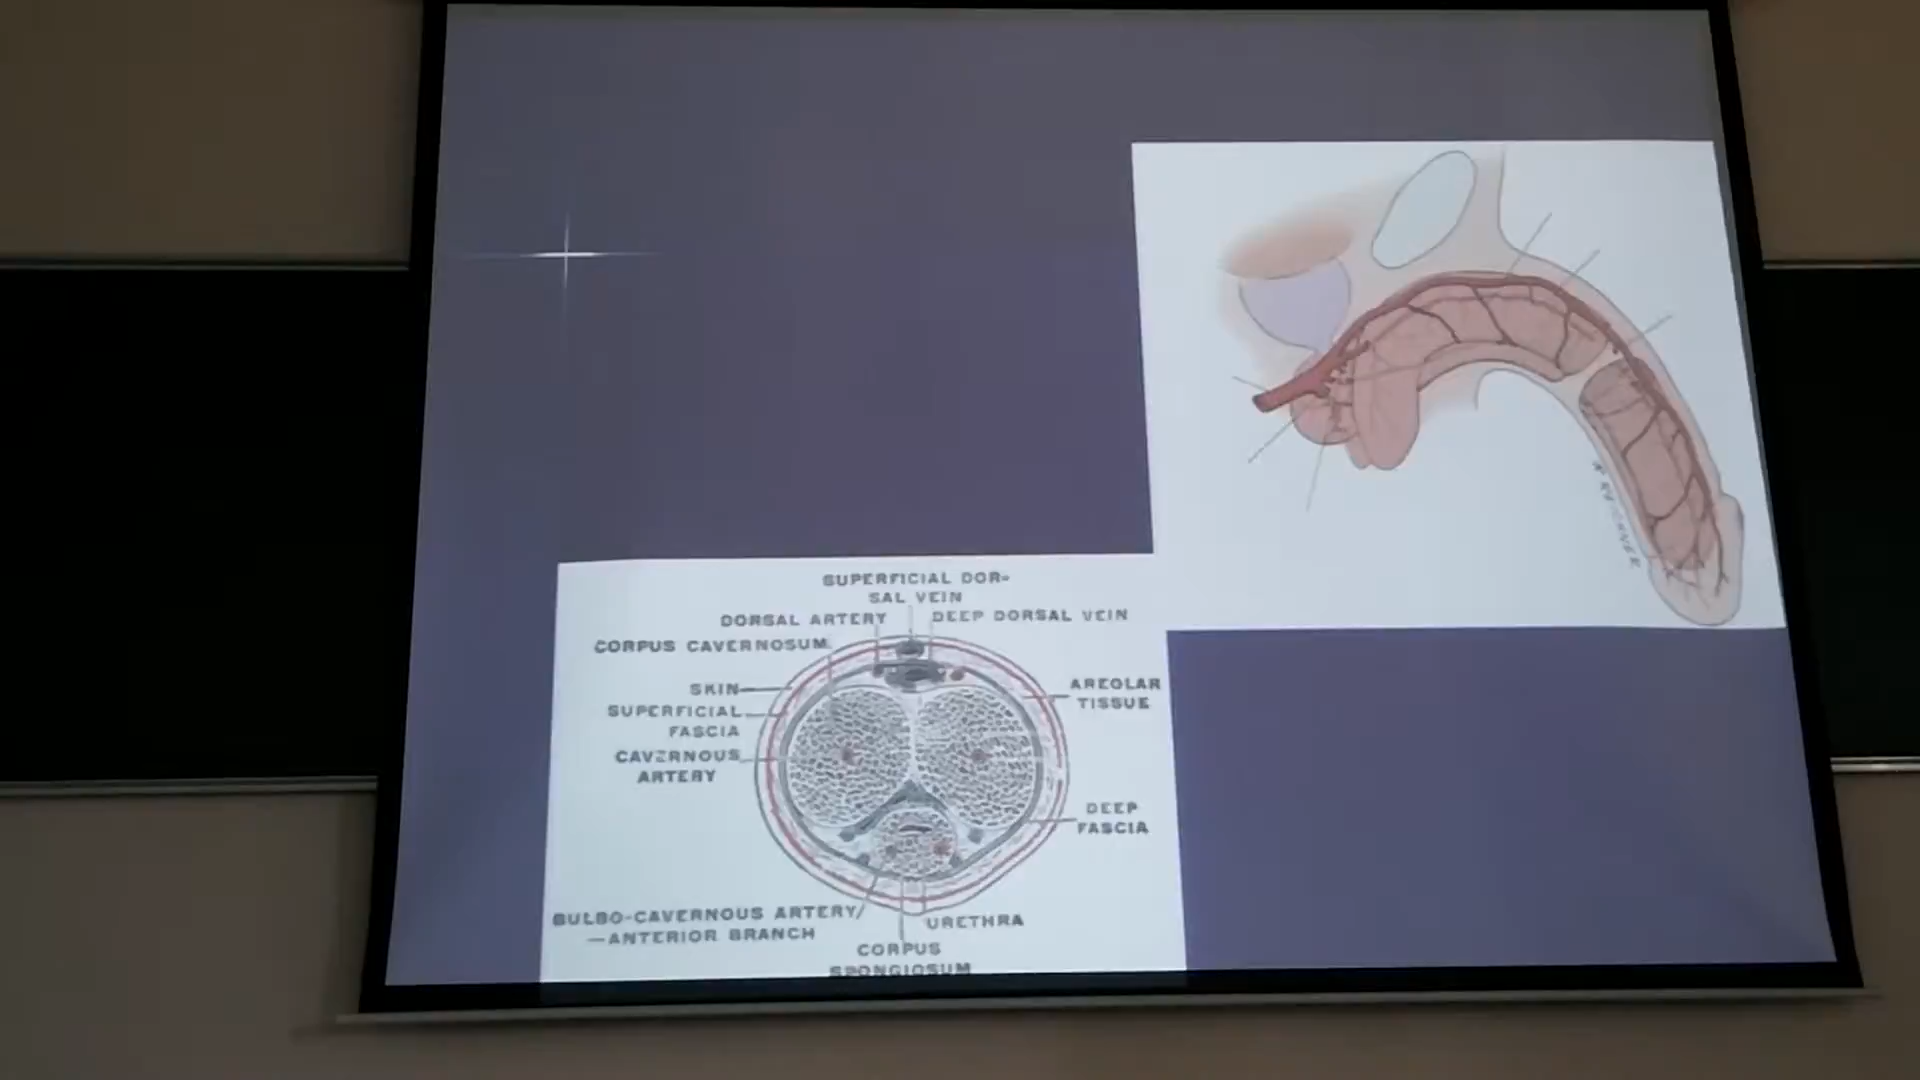 SUPERFICIAL DOR-
SAL VEIN
DORSAL ARTERY
DEEP DORSAL VEIN
CORPUS CAVERNOSUM
SKIN
SUPERFICIAL
FASCIA
CAVERNOUS
ARTERY
AREOLAR
TISSUE
DEEP
FASCIA
BULBO-CAVERNOUS ARTERY
—ANTERIOR BRANCH
URETHRA
CORPUS
SPONGIOSUM